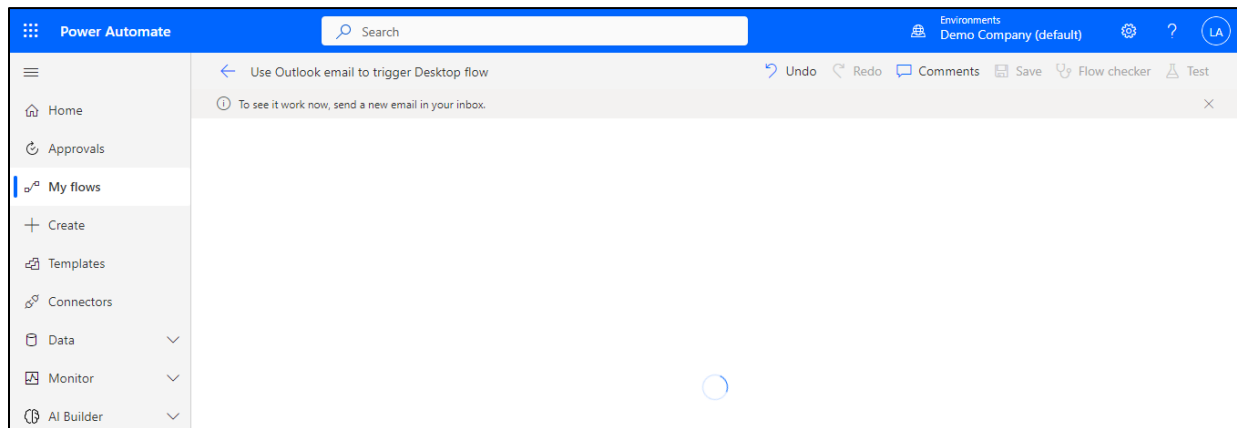 Power Automate
Search
Environments
Demo Company (default)
?
LA
Use Outlook email to trigger Desktop flow
Undo
Redo
Comments
Save
Flow checker
Test
To see it work now, send a new email in your inbox.
Home
Approvals
My flows
Create
Templates
Connectors
Data
Monitor
AI Builder